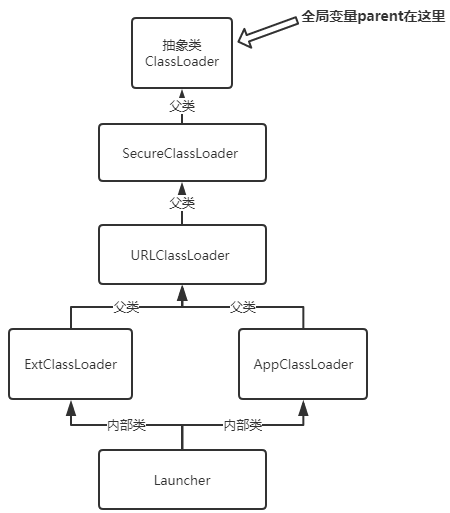 全局变量parent在这里
抽象类
ClassLoader
父类
SecureClassLoader
父类
URLClassLoader
父类
父类
ExtClassLoader
AppClassLoader
内部类
内部类
Launcher